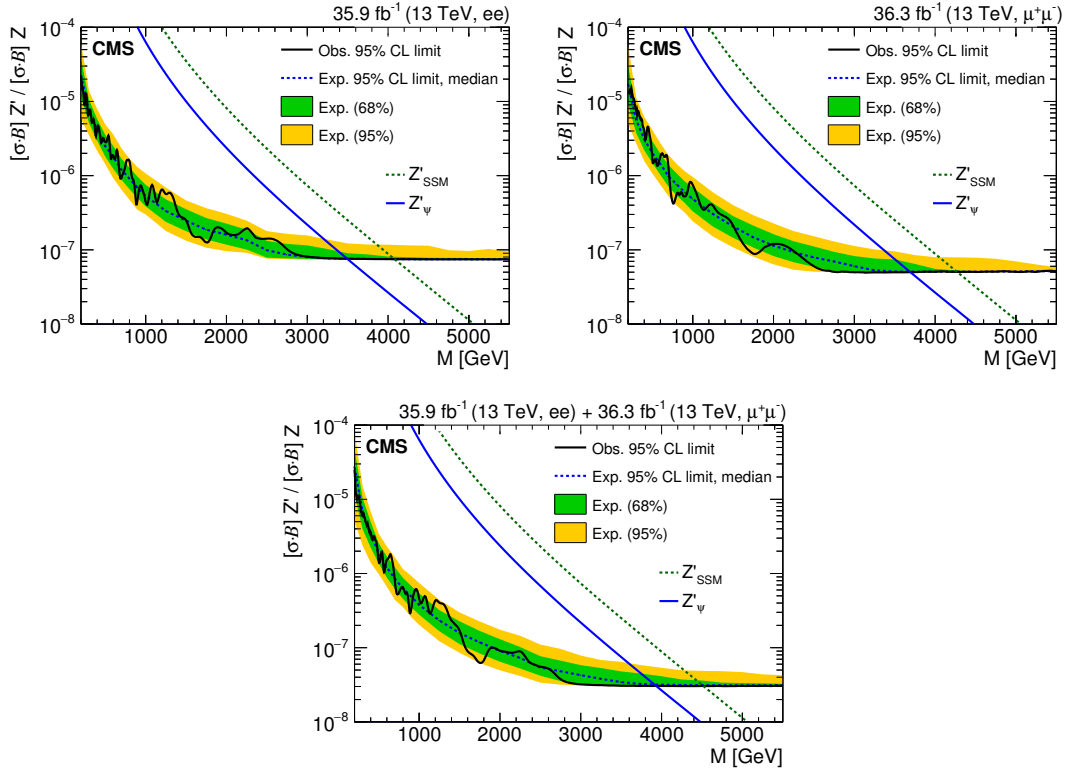 35.9 fb⁻¹ (13 TeV, ee)
CMS
Obs. 95% CL limit
Exp. 95% CL limit, median
Exp. (68%)
Exp. (95%)
Z'SSM
Z'ψ
[σ·B] Z' / [σ·B] Z
10⁻⁴
10⁻⁵
10⁻⁶
10⁻⁷
10⁻⁸
1000 2000 3000 4000 5000
M [GeV]
36.3 fb⁻¹ (13 TeV, μ⁺μ⁻)
CMS
Obs. 95% CL limit
Exp. 95% CL limit, median
Exp. (68%)
Exp. (95%)
Z'SSM
Z'ψ
[σ·B] Z' / [σ·B] Z
10⁻⁴
10⁻⁵
10⁻⁶
10⁻⁷
10⁻⁸
1000 2000 3000 4000 5000
M [GeV]
35.9 fb⁻¹ (13 TeV, ee) + 36.3 fb⁻¹ (13 TeV, μ⁺μ⁻)
CMS
Obs. 95% CL limit
Exp. 95% CL limit, median
Exp. (68%)
Exp. (95%)
Z'SSM
Z'ψ
[σ·B] Z' / [σ·B] Z
10⁻⁴
10⁻⁵
10⁻⁶
10⁻⁷
10⁻⁸
1000 2000 3000 4000 5000
M [GeV]